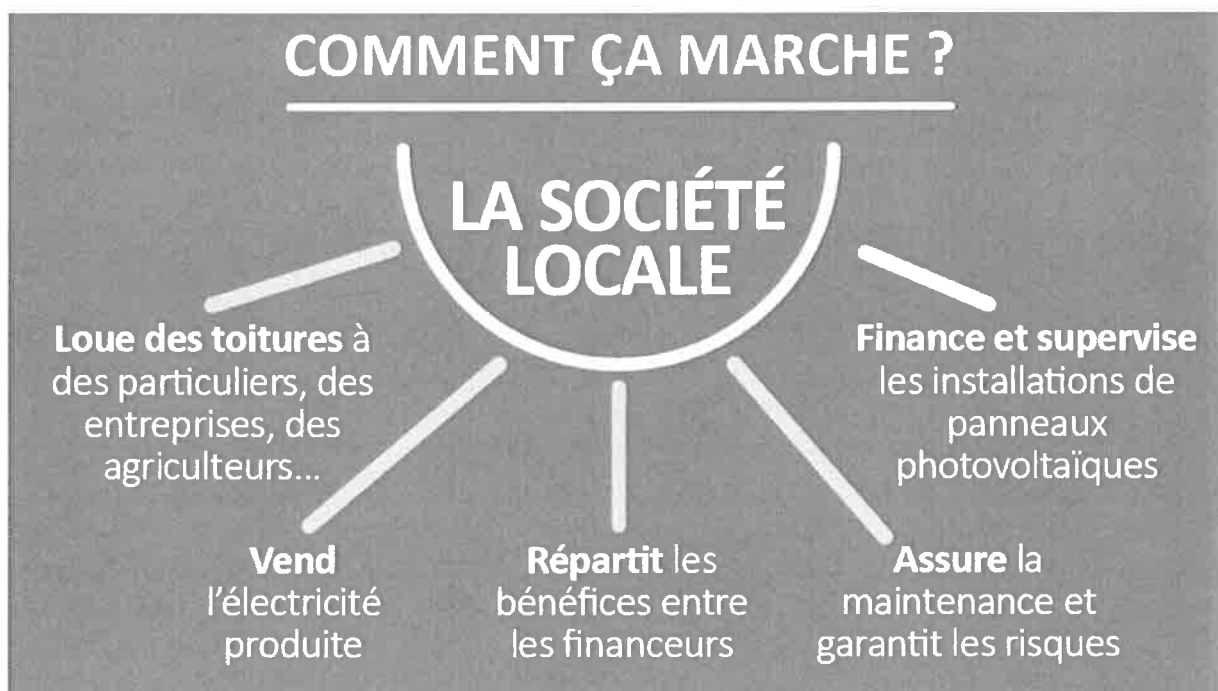 COMMENT ÇA MARCHE ?
LA SOCIÉTÉ
LOCALE
Loue des toitures à
des particuliers, des
entreprises, des
agriculteurs...
Finance et supervise
les installations de
panneaux
photovoltaïques
Vend
l'électricité
produite
Répartit les
bénéfices entre
les financeurs
Assure la
maintenance et
garantit les risques